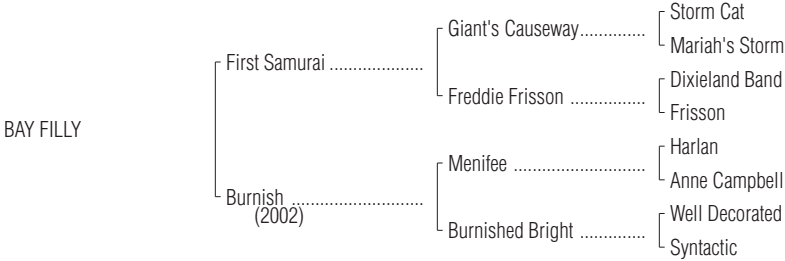 Storm Cat
Giant's Causeway..............
Mariah's Storm
First Samurai ....................
Dixieland Band
Freddie Frisson ................
Frisson
BAY FILLY
Harlan
Menifee ............................
Anne Campbell
Burnish ............................
(2002)
Well Decorated
Burnished Bright ..............
Syntactic